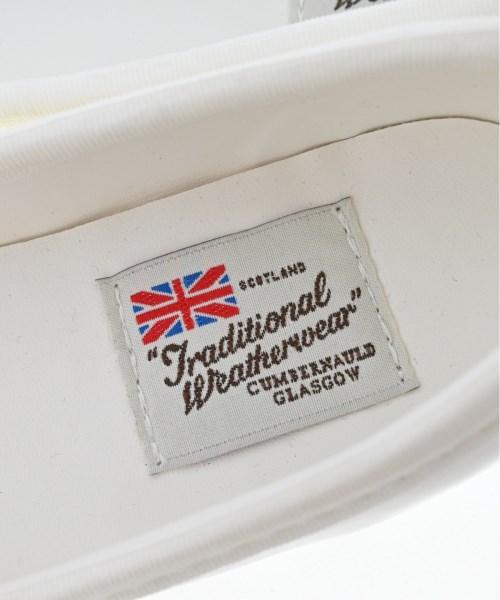 SCOTLAND
"Traditional
Weatherwear"
CUMBERNAULD
GLASGOW